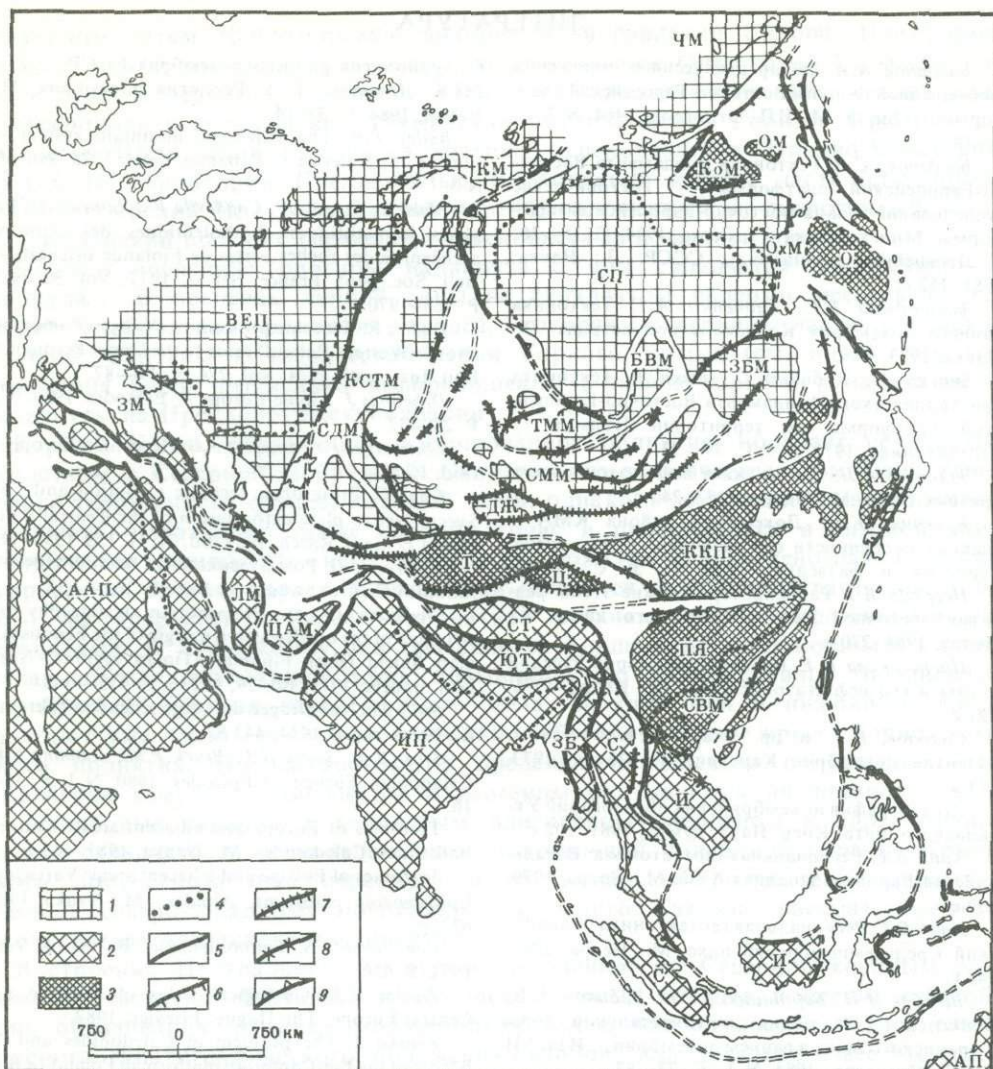 ЧМ
КМ
ОМ
КоМ
СП
ОхМ
О
ВЕП
БВМ
ЗБМ
КСТМ
ЗМ
СДМ
ТММ
СММ
ДЖ
Х
Т
Ц
ККП
ААП
ЛМ
ЦАМ
СТ
ЮТ
ПЯ
СВМ
ИП
ЗБ
С
И
С
И
АП
1 4 7
2 5 8
3 6 9
750 0 750 км